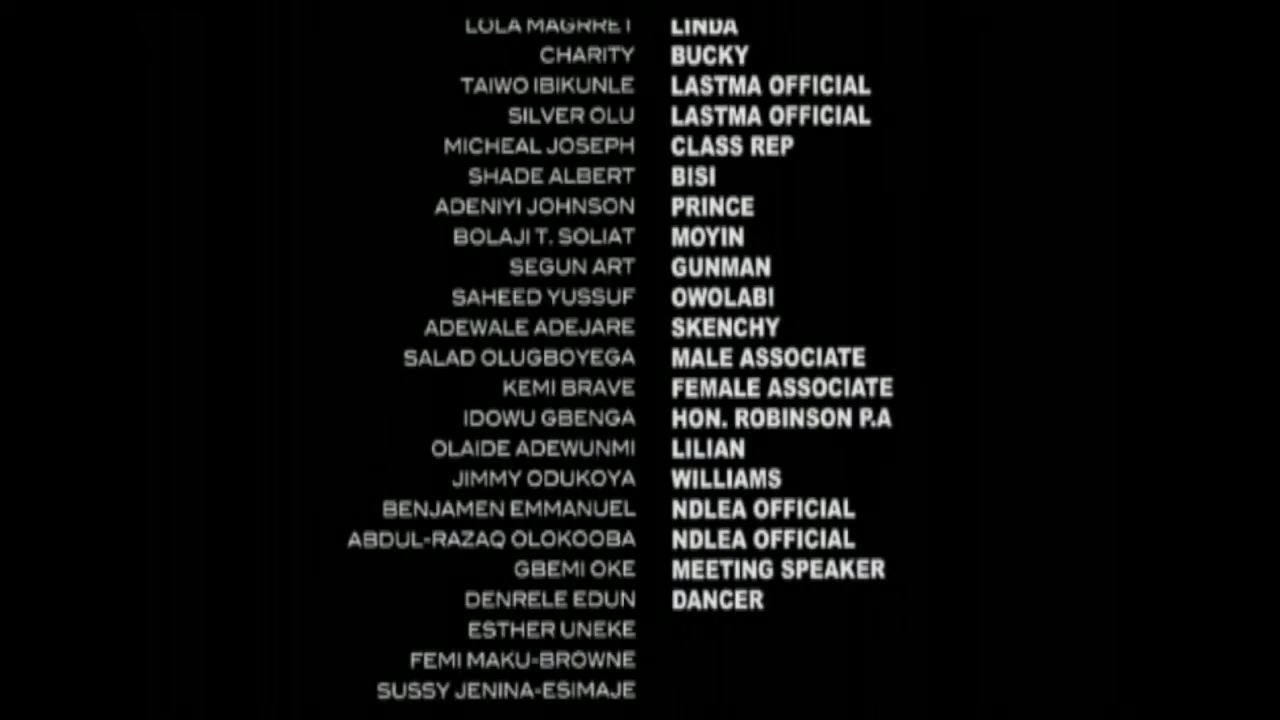 LOLA MAGRRET LINDA
CHARITY BUCKY
TAIWO IBIKUNLE LASTMA OFFICIAL
SILVER OLU LASTMA OFFICIAL
MICHEAL JOSEPH CLASS REP
SHADE ALBERT BISI
ADENIYI JOHNSON PRINCE
BOLAJI T. SOLIAT MOYIN
SEGUN ART GUNMAN
SAHEED YUSSUF OWOLABI
ADEWALE ADEJARE SKENCHY
SALAD OLUGBOYEGA MALE ASSOCIATE
KEMI BRAVE FEMALE ASSOCIATE
IDOWU GBENGA HON. ROBINSON P.A
OLAIDE ADEWUNMI LILIAN
JIMMY ODUKOYA WILLIAMS
BENJAMEN EMMANUEL NDLEA OFFICIAL
ABDUL-RAZAQ OLOKOOBA NDLEA OFFICIAL
GBEMI OKE MEETING SPEAKER
DENRELE EDUN DANCER
ESTHER UNEKE
FEMI MAKU-BROWNE
SUSSY JENINA-ESIMAJE